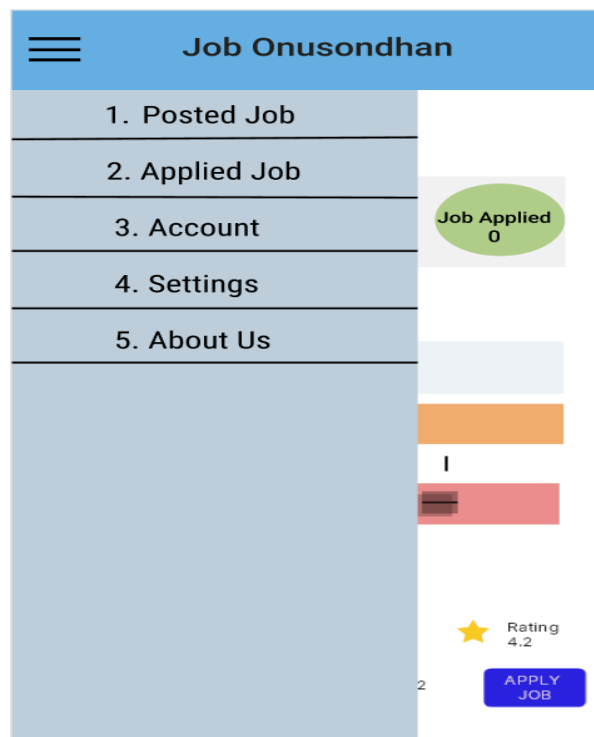 Job Onusondhan
1. Posted Job
2. Applied Job
3. Account
4. Settings
5. About Us
Job Applied
0
Rating
4.2
2
APPLY
JOB